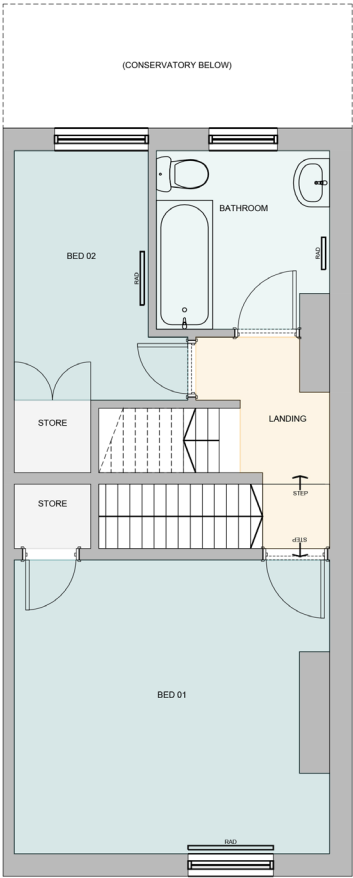 (CONSERVATORY BELOW)
BATHROOM
BED 02
RAD
RAD
STORE
LANDING
STEP
STORE
STEP
BED 01
RAD